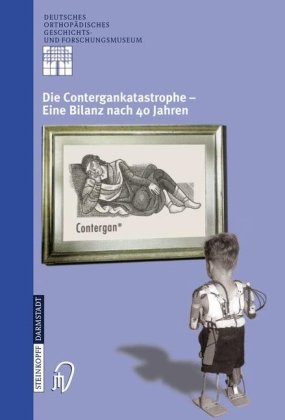 DEUTSCHES
ORTHOPÄDISCHES
GESCHICHTS-
UND FORSCHUNGSMUSEUM
Die Contergankatastrophe –
Eine Bilanz nach 40 Jahren
Contergan®
STEINKOPFF
DARMSTADT